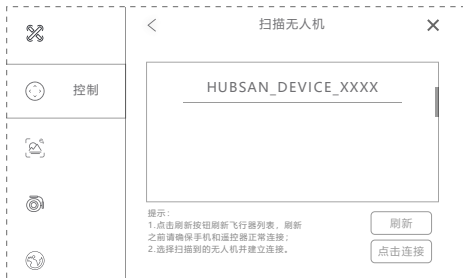 扫描无人机
控制
HUBSAN_DEVICE_XXXX
提示：
1.点击刷新按钮刷新飞行器列表，刷新
之前请确保手机和遥控器正常连接；
2.选择扫描到的无人机并建立连接。
刷新
点击连接